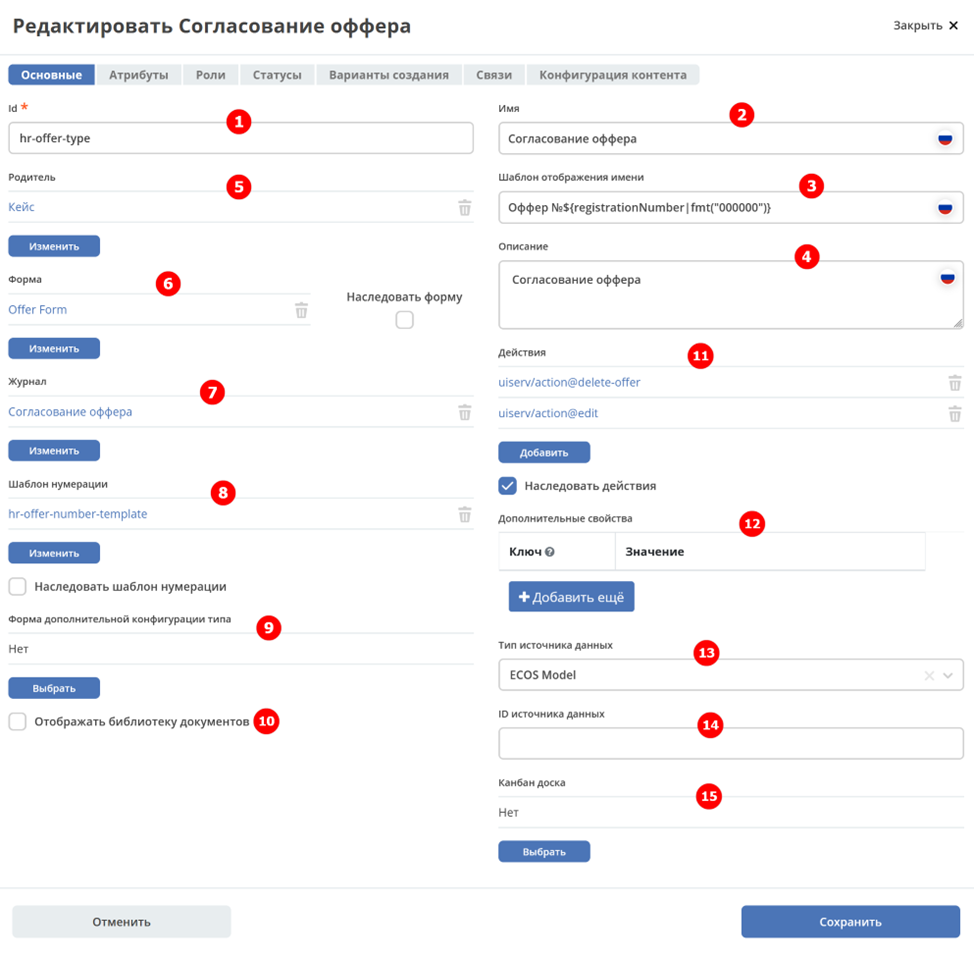 Редактировать Согласование оффера
Закрыть ×
Основные Атрибуты Роли Статусы Варианты создания Связи Конфигурация контента
Id *
1
hr-offer-type
Родитель
5
Кейс
Изменить
Форма
6
Offer Form
Наследовать форму
Изменить
Журнал
7
Согласование оффера
Изменить
Шаблон нумерации
8
hr-offer-number-template
Изменить
Наследовать шаблон нумерации
Форма дополнительной конфигурации типа
9
Нет
Выбрать
Отображать библиотеку документов 10
Имя
2
Согласование оффера
Шаблон отображения имени
3
Оффер №${registrationNumber|fmt("000000")}
Описание
4
Согласование оффера
Действия
11
uiserv/action@delete-offer
uiserv/action@edit
Добавить
Наследовать действия
Дополнительные свойства
12
Ключ ? Значение
+ Добавить ещё
Тип источника данных
13
ECOS Model
ID источника данных
14
Канбан доска
15
Нет
Выбрать
Отменить
Сохранить